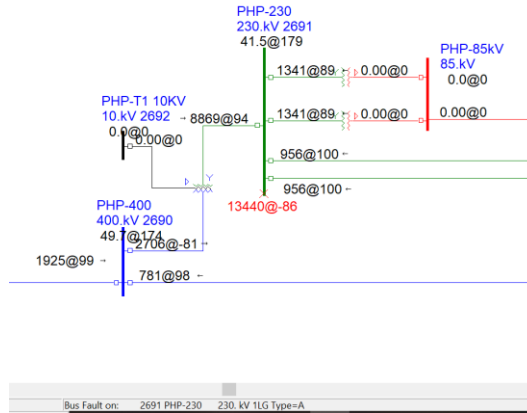 PHP-230
230.kV 2691
41.5@179
PHP-85kV
85.kV
0.0@0
1341@89 ←
0.00@0
1341@89 ←
0.00@0
0.00@0
PHP-T1 10KV
10.kV 2692
0.0@0
0.00@0
→ 8869@94
956@100 ←
956@100 ←
13440@-86
PHP-400
400.kV 2690
49.7@174
2706@-81 →
1925@99 →
781@98 ←
Bus Fault on: 2691 PHP-230 230. kV 1LG Type=A